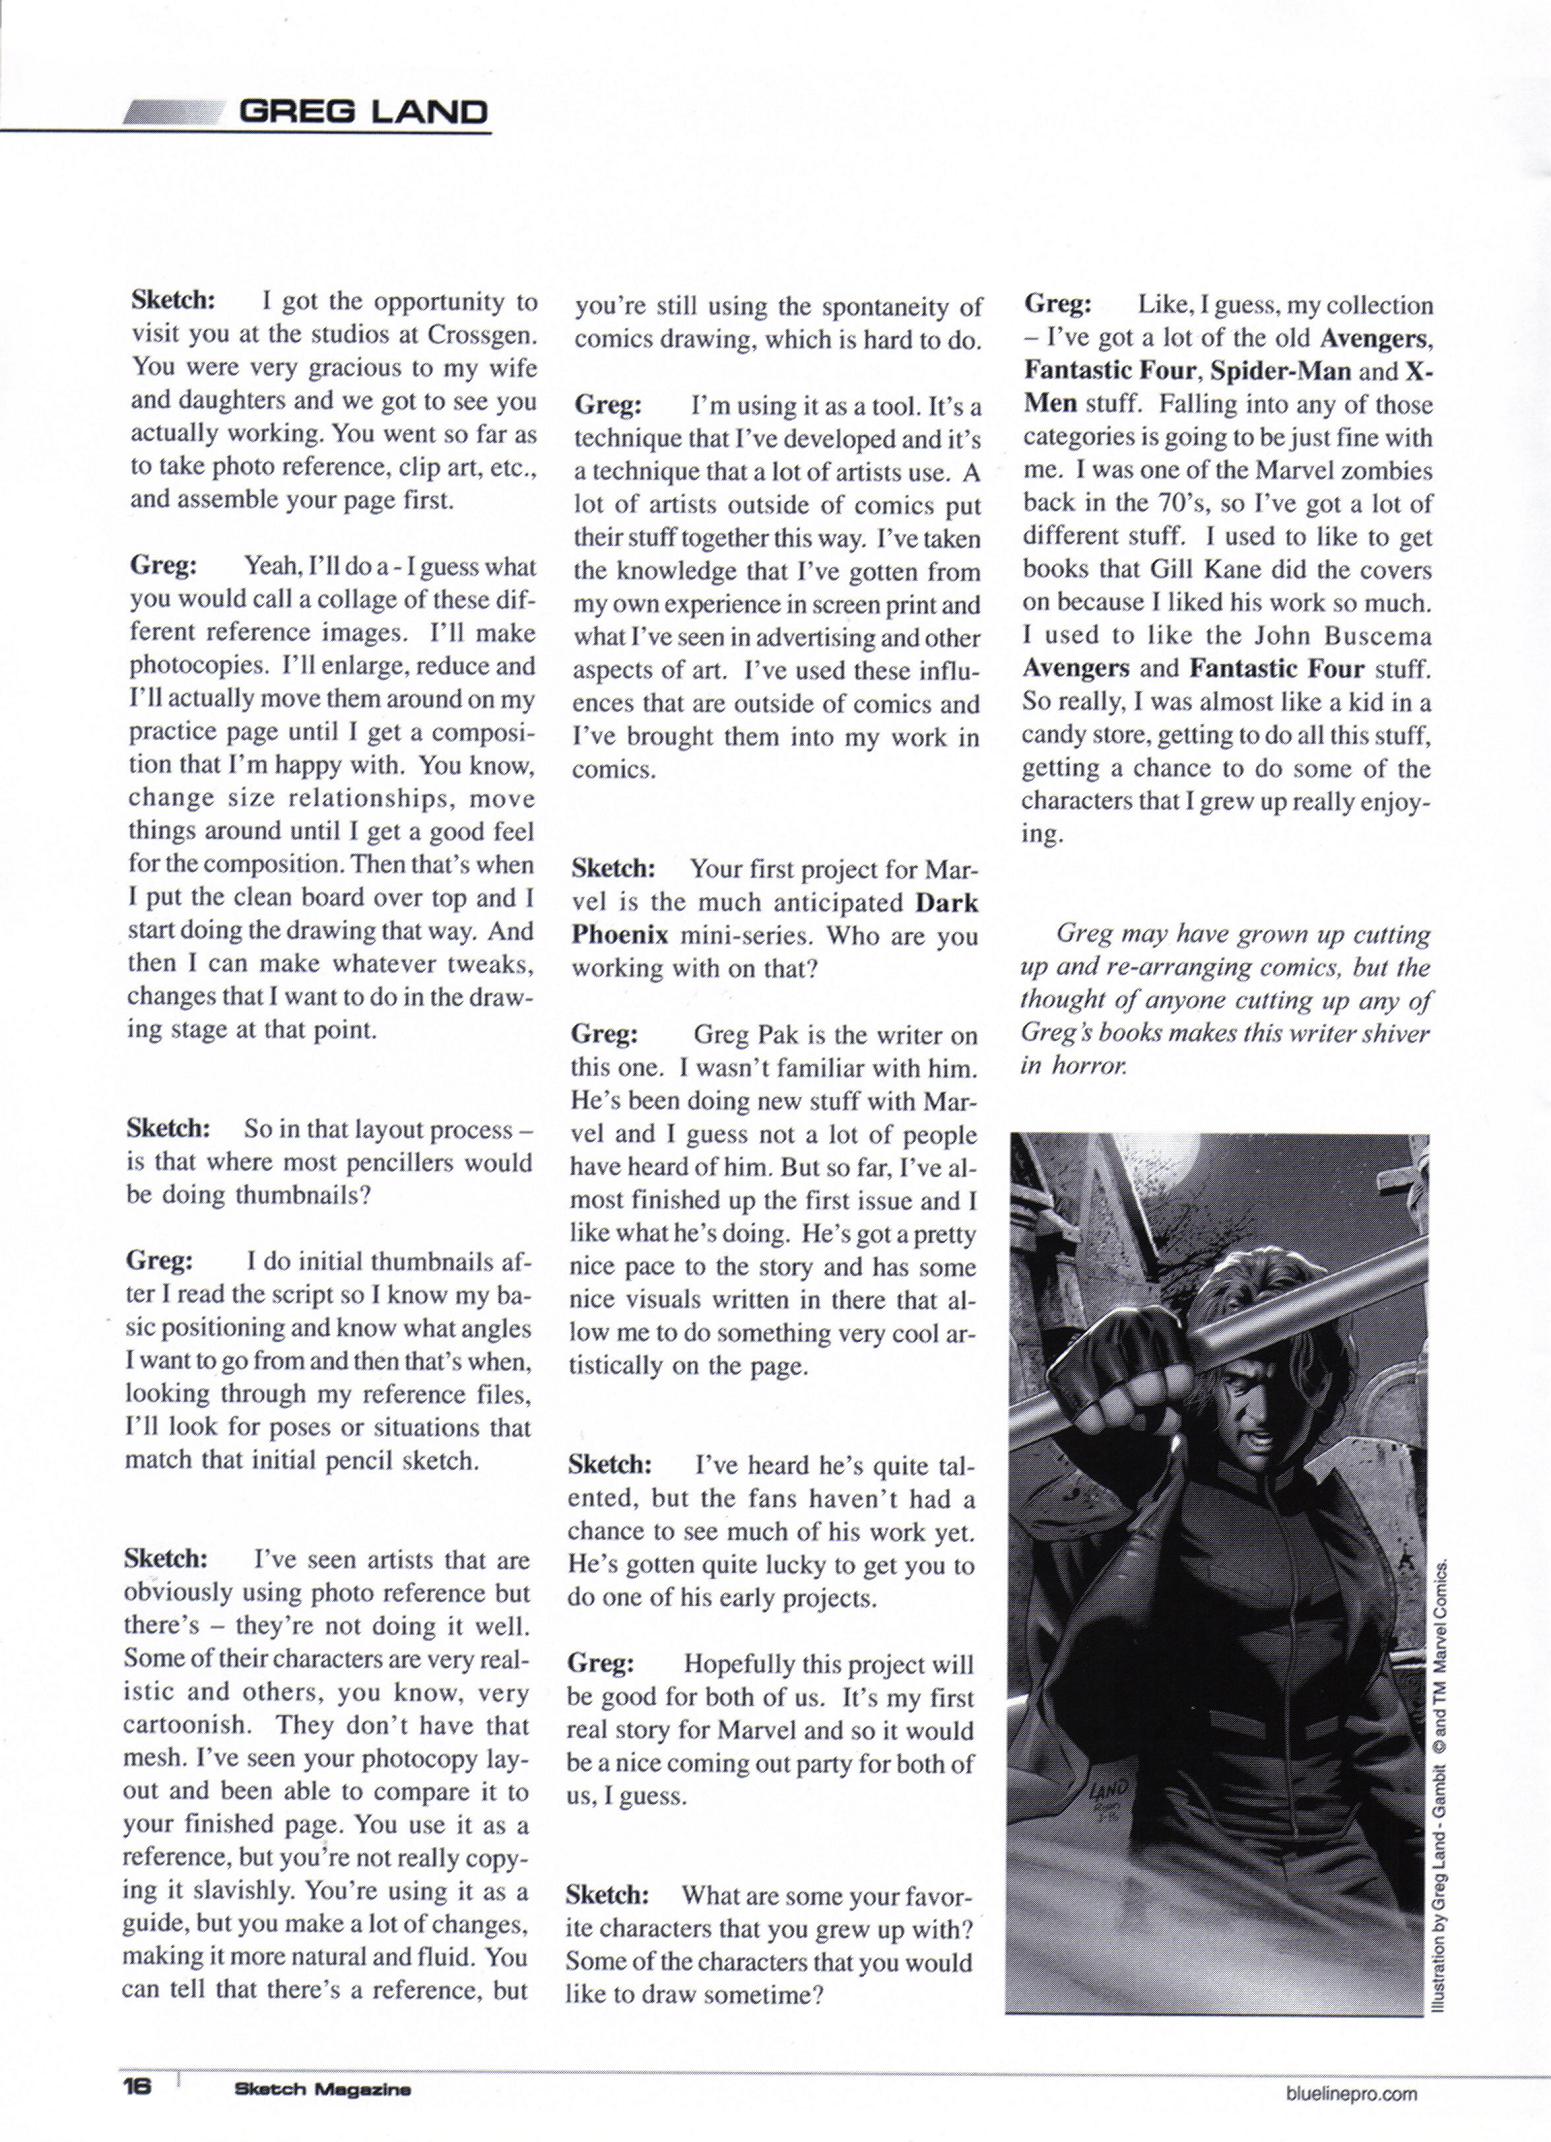 GREG LAND
Sketch: I got the opportunity to
visit you at the studios at Crossgen.
You were very gracious to my wife
and daughters and we got to see you
actually working. You went so far as
to take photo reference, clip art, etc.,
and assemble your page first.
Greg: Yeah, I'll do a - I guess what
you would call a collage of these dif-
ferent reference images. I'll make
photocopies. I'll enlarge, reduce and
I'll actually move them around on my
practice page until I get a composi-
tion that I'm happy with. You know,
change size relationships, move
things around until I get a good feel
for the composition. Then that's when
I put the clean board over top and I
start doing the drawing that way. And
then I can make whatever tweaks,
changes that I want to do in the draw-
ing stage at that point.
Sketch: So in that layout process –
is that where most pencillers would
be doing thumbnails?
Greg: I do initial thumbnails af-
ter I read the script so I know my ba-
sic positioning and know what angles
I want to go from and then that's when,
looking through my reference files,
I'll look for poses or situations that
match that initial pencil sketch.
Sketch: I've seen artists that are
obviously using photo reference but
there's – they're not doing it well.
Some of their characters are very real-
istic and others, you know, very
cartoonish. They don't have that
mesh. I've seen your photocopy lay-
out and been able to compare it to
your finished page. You use it as a
reference, but you're not really copy-
ing it slavishly. You're using it as a
guide, but you make a lot of changes,
making it more natural and fluid. You
can tell that there's a reference, but
you're still using the spontaneity of
comics drawing, which is hard to do.
Greg: I'm using it as a tool. It's a
technique that I've developed and it's
a technique that a lot of artists use. A
lot of artists outside of comics put
their stuff together this way. I've taken
the knowledge that I've gotten from
my own experience in screen print and
what I've seen in advertising and other
aspects of art. I've used these influ-
ences that are outside of comics and
I've brought them into my work in
comics.
Sketch: Your first project for Mar-
vel is the much anticipated Dark
Phoenix mini-series. Who are you
working with on that?
Greg: Greg Pak is the writer on
this one. I wasn't familiar with him.
He's been doing new stuff with Mar-
vel and I guess not a lot of people
have heard of him. But so far, I've al-
most finished up the first issue and I
like what he's doing. He's got a pretty
nice pace to the story and has some
nice visuals written in there that al-
low me to do something very cool ar-
tistically on the page.
Sketch: I've heard he's quite tal-
ented, but the fans haven't had a
chance to see much of his work yet.
He's gotten quite lucky to get you to
do one of his early projects.
Greg: Hopefully this project will
be good for both of us. It's my first
real story for Marvel and so it would
be a nice coming out party for both of
us, I guess.
Sketch: What are some your favor-
ite characters that you grew up with?
Some of the characters that you would
like to draw sometime?
Greg: Like, I guess, my collection
– I've got a lot of the old Avengers,
Fantastic Four, Spider-Man and X-
Men stuff. Falling into any of those
categories is going to be just fine with
me. I was one of the Marvel zombies
back in the 70's, so I've got a lot of
different stuff. I used to like to get
books that Gill Kane did the covers
on because I liked his work so much.
I used to like the John Buscema
Avengers and Fantastic Four stuff.
So really, I was almost like a kid in a
candy store, getting to do all this stuff,
getting a chance to do some of the
characters that I grew up really enjoy-
ing.
Greg may have grown up cutting
up and re-arranging comics, but the
thought of anyone cutting up any of
Greg's books makes this writer shiver
in horror.
LAND
Illustration by Greg Land - Gambit © and TM Marvel Comics.
16 Sketch Magazine
bluelinepro.com